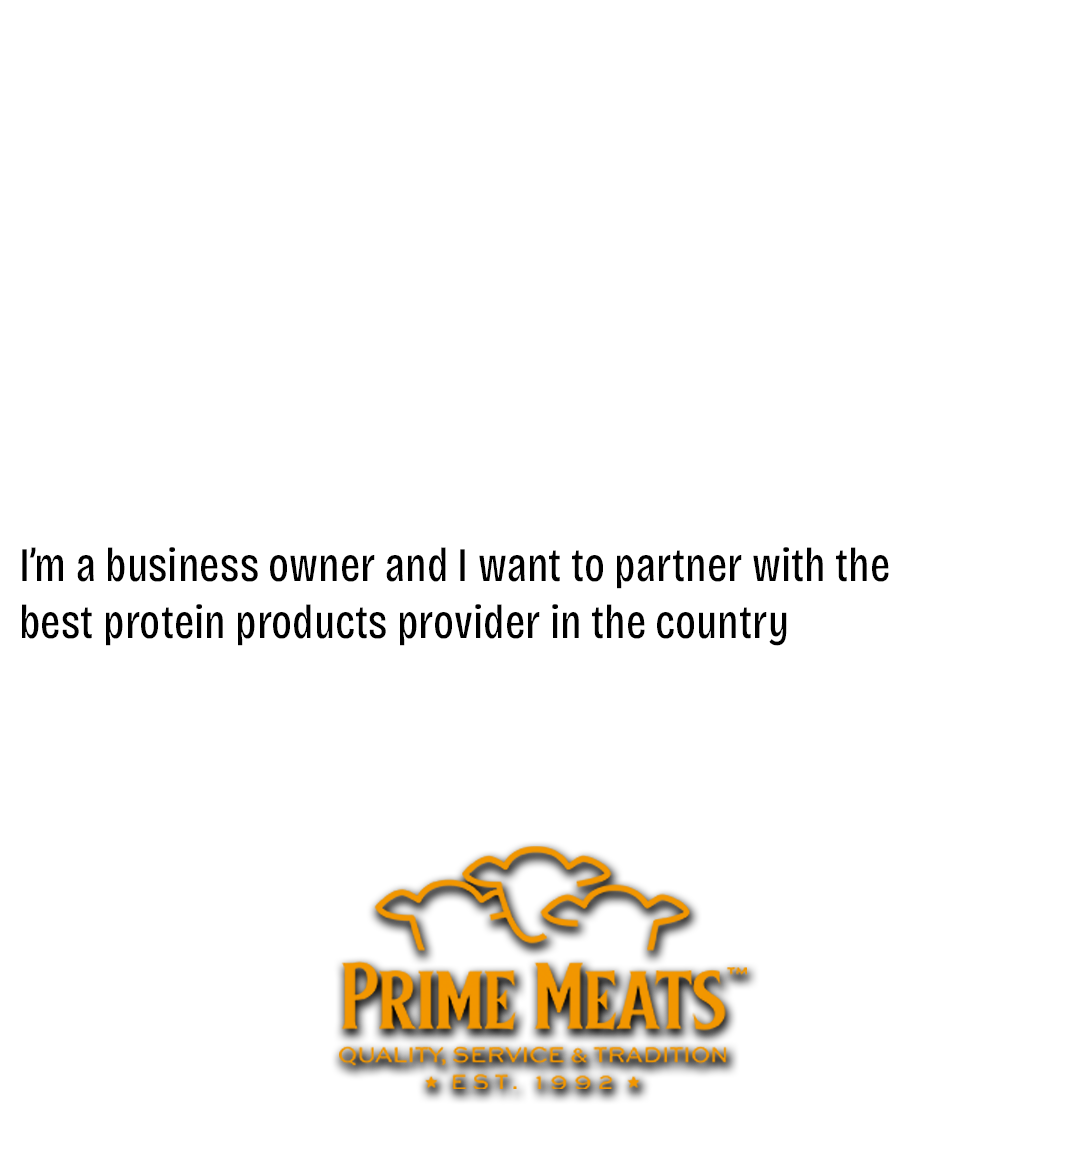 I'm a business owner and I want to partner with the
best protein products provider in the country
PRIME MEATS™
QUALITY, SERVICE & TRADITION
★ EST. 1992 ★